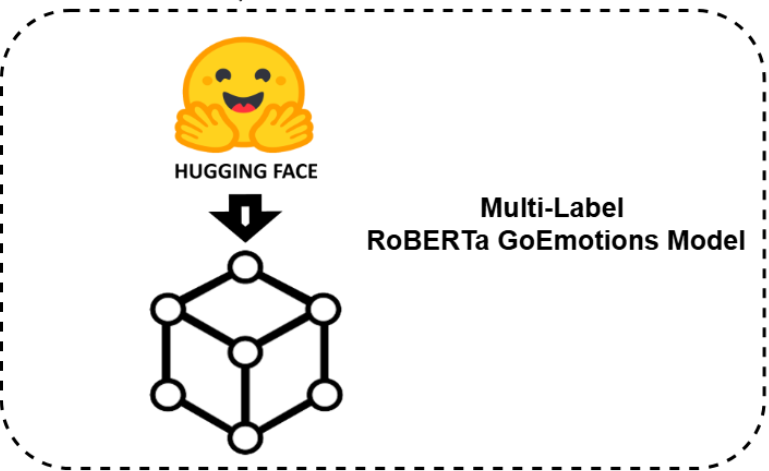 HUGGING FACE
Multi-Label
RoBERTa GoEmotions Model